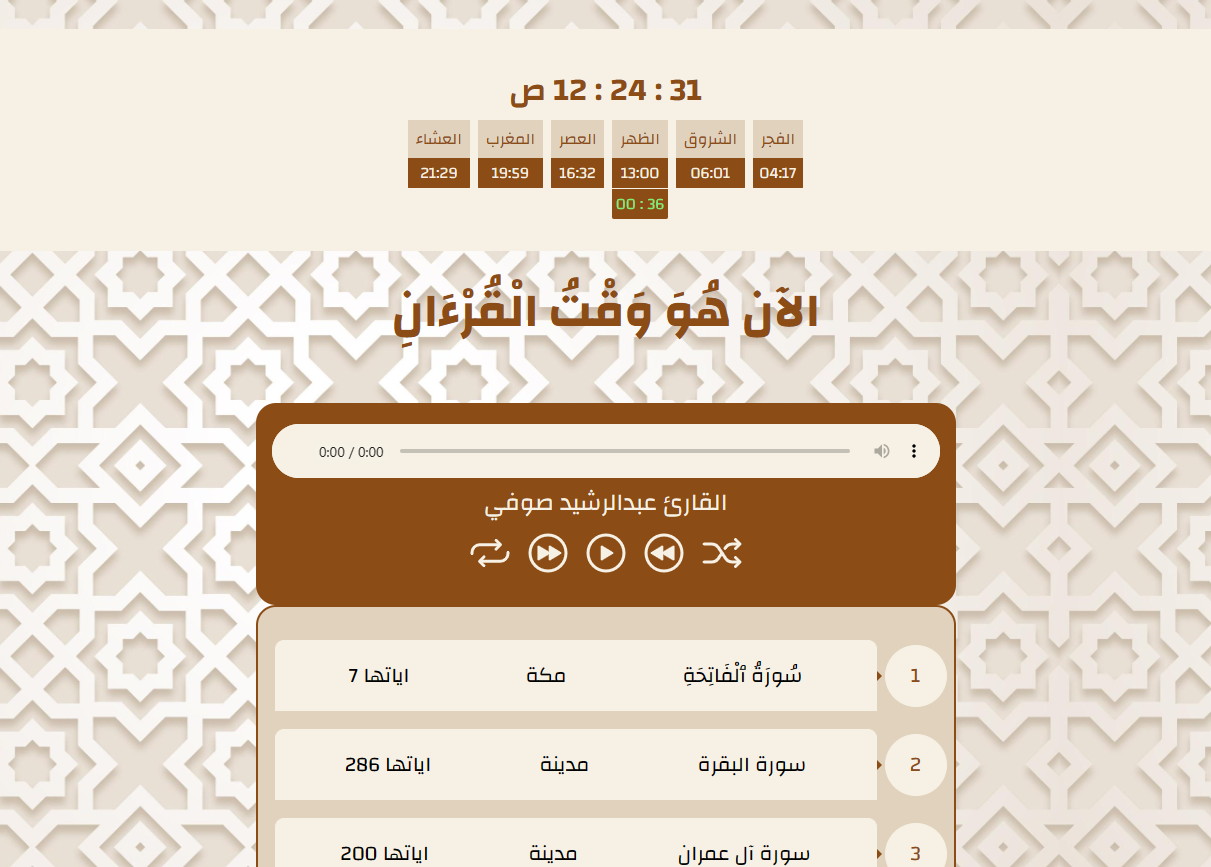 31 : 24 : 12 ص
الفجر الشروق الظهر العصر المغرب العشاء
04:17 06:01 13:00 16:32 19:59 21:29
00 : 36
الآن هُوَ وَقْتُ الْقُرْءَانِ
0:00 / 0:00
القارئ عبدالرشيد صوفي
1 سُورَةُ ٱلْفَاتِحَةِ مكة اياتها 7
2 سورة البقرة مدينة اياتها 286
3 سورة آل عمران مدينة اياتها 200